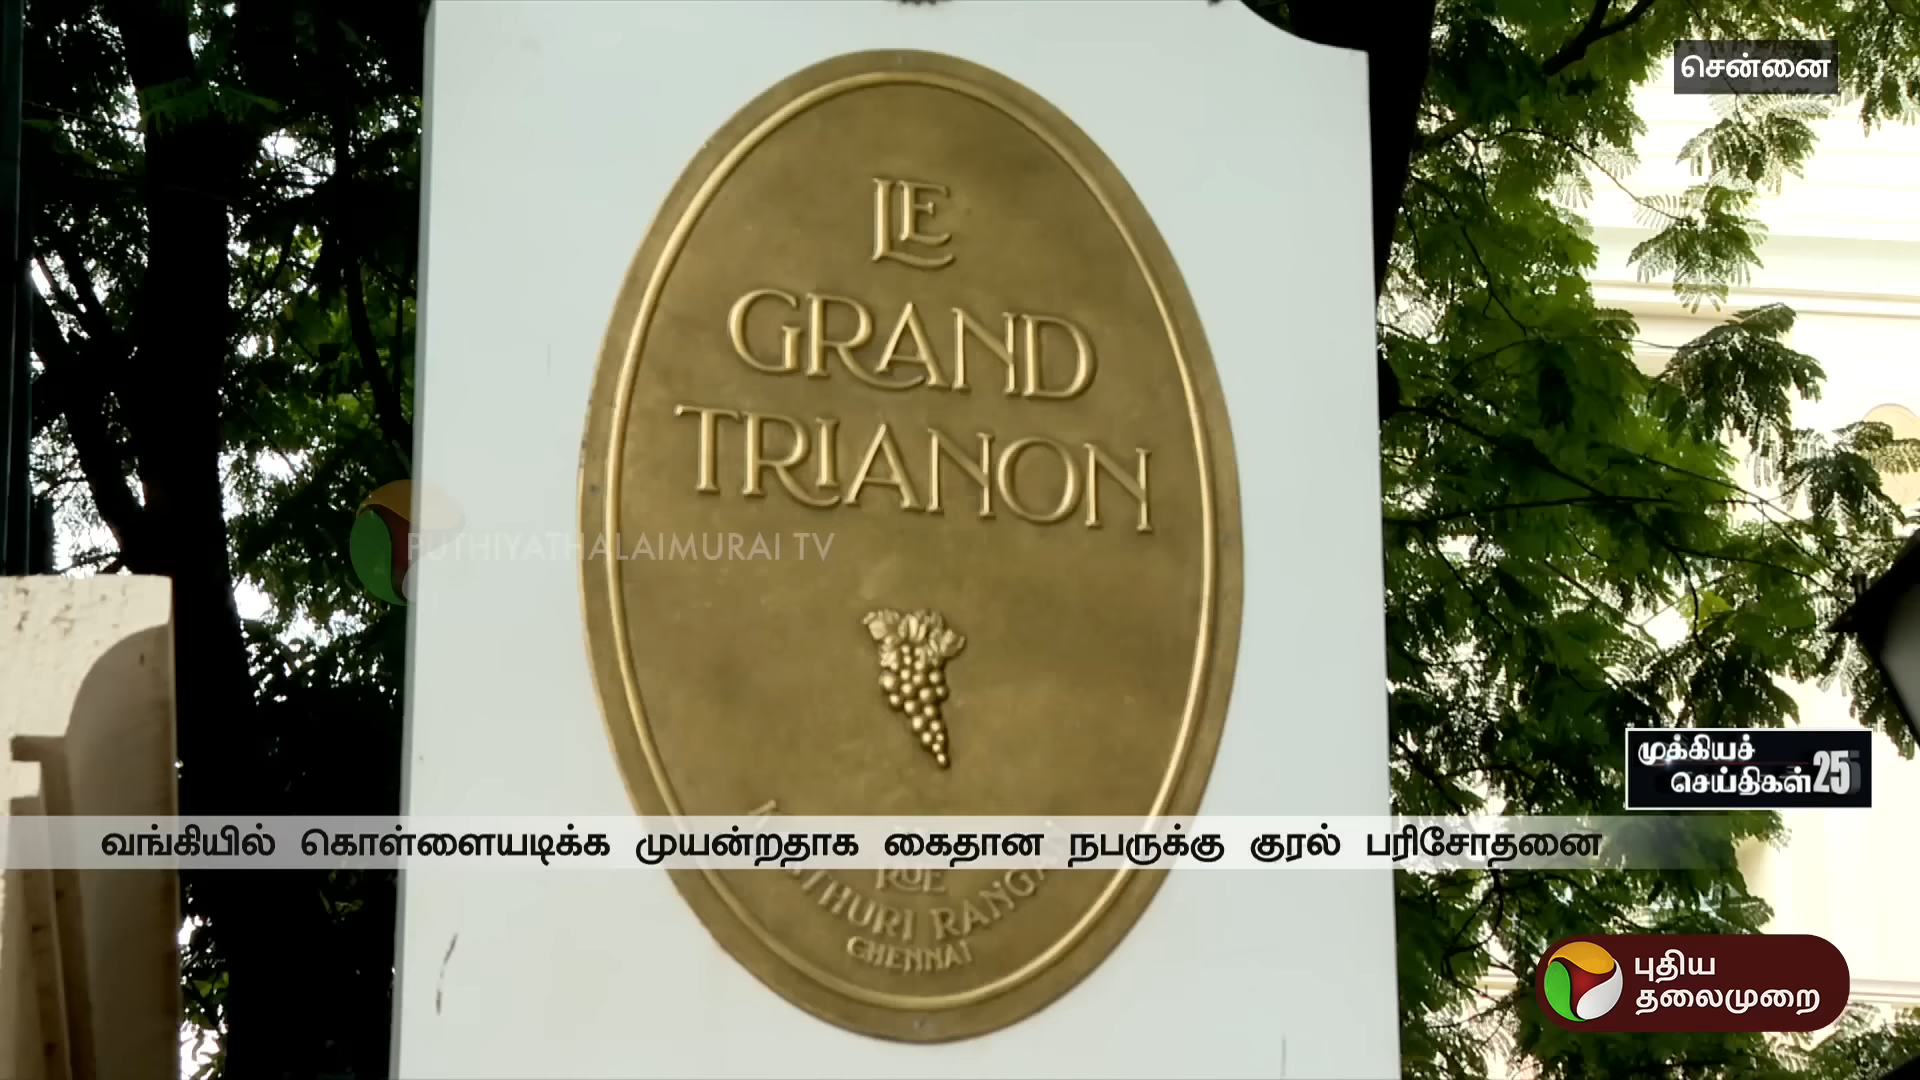 சென்னை
LE
GRAND
TRIANON
PUTHIYATHALAIMURAI TV
முக்கியச்
செய்திகள் 25
வங்கியில் கொள்ளையடிக்க முயன்றதாக கைதான நபருக்கு குரல் பரிசோதனை
RUE
RANGA
CHENNAI
புதிய
தலைமுறை